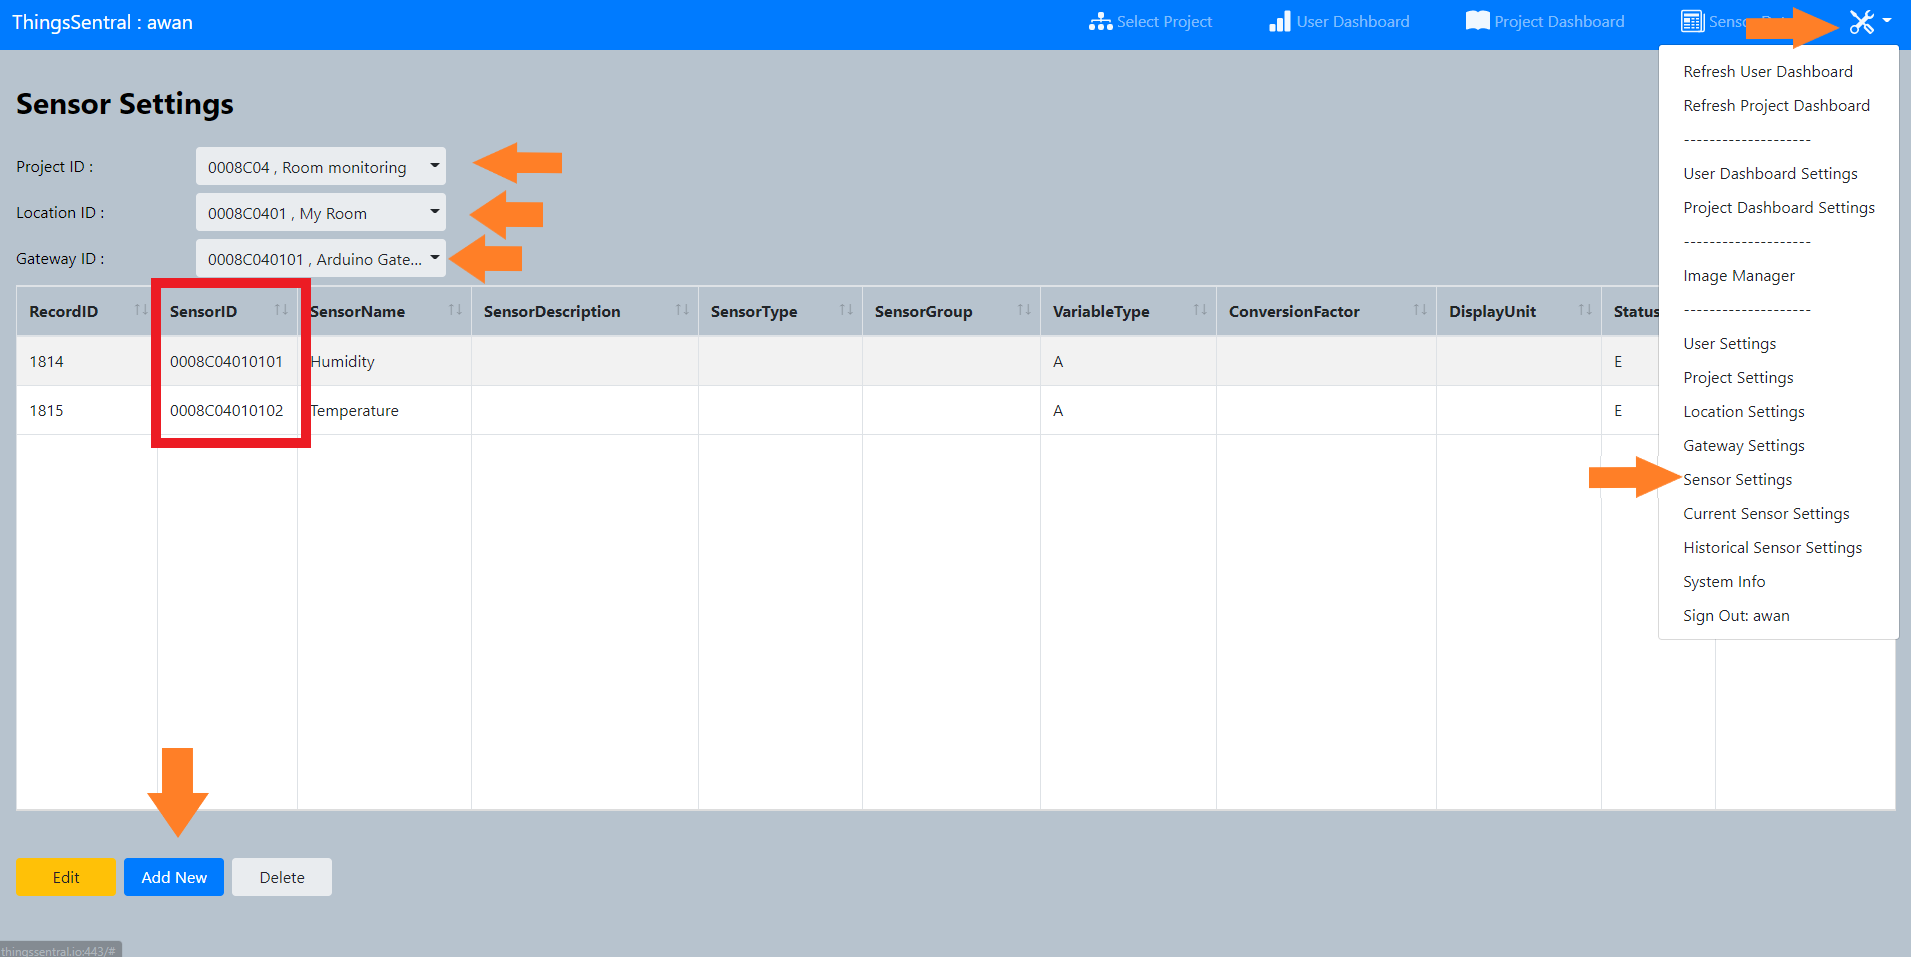 ThingsSentral : awan
Select Project
User Dashboard
Project Dashboard
Refresh User Dashboard
Refresh Project Dashboard
--------------------
User Dashboard Settings
Project Dashboard Settings
--------------------
Image Manager
--------------------
User Settings
Project Settings
Location Settings
Gateway Settings
Sensor Settings
Current Sensor Settings
Historical Sensor Settings
System Info
Sign Out: awan
Sensor Settings
Project ID :
0008C04 , Room monitoring
Location ID :
0008C0401 , My Room
Gateway ID :
0008C040101 , Arduino Gate...
RecordID SensorID SensorName SensorDescription SensorType SensorGroup VariableType ConversionFactor DisplayUnit Status
1814 0008C04010101 Humidity A E
1815 0008C04010102 Temperature A E
Edit Add New Delete
thingssentral.io:443/#